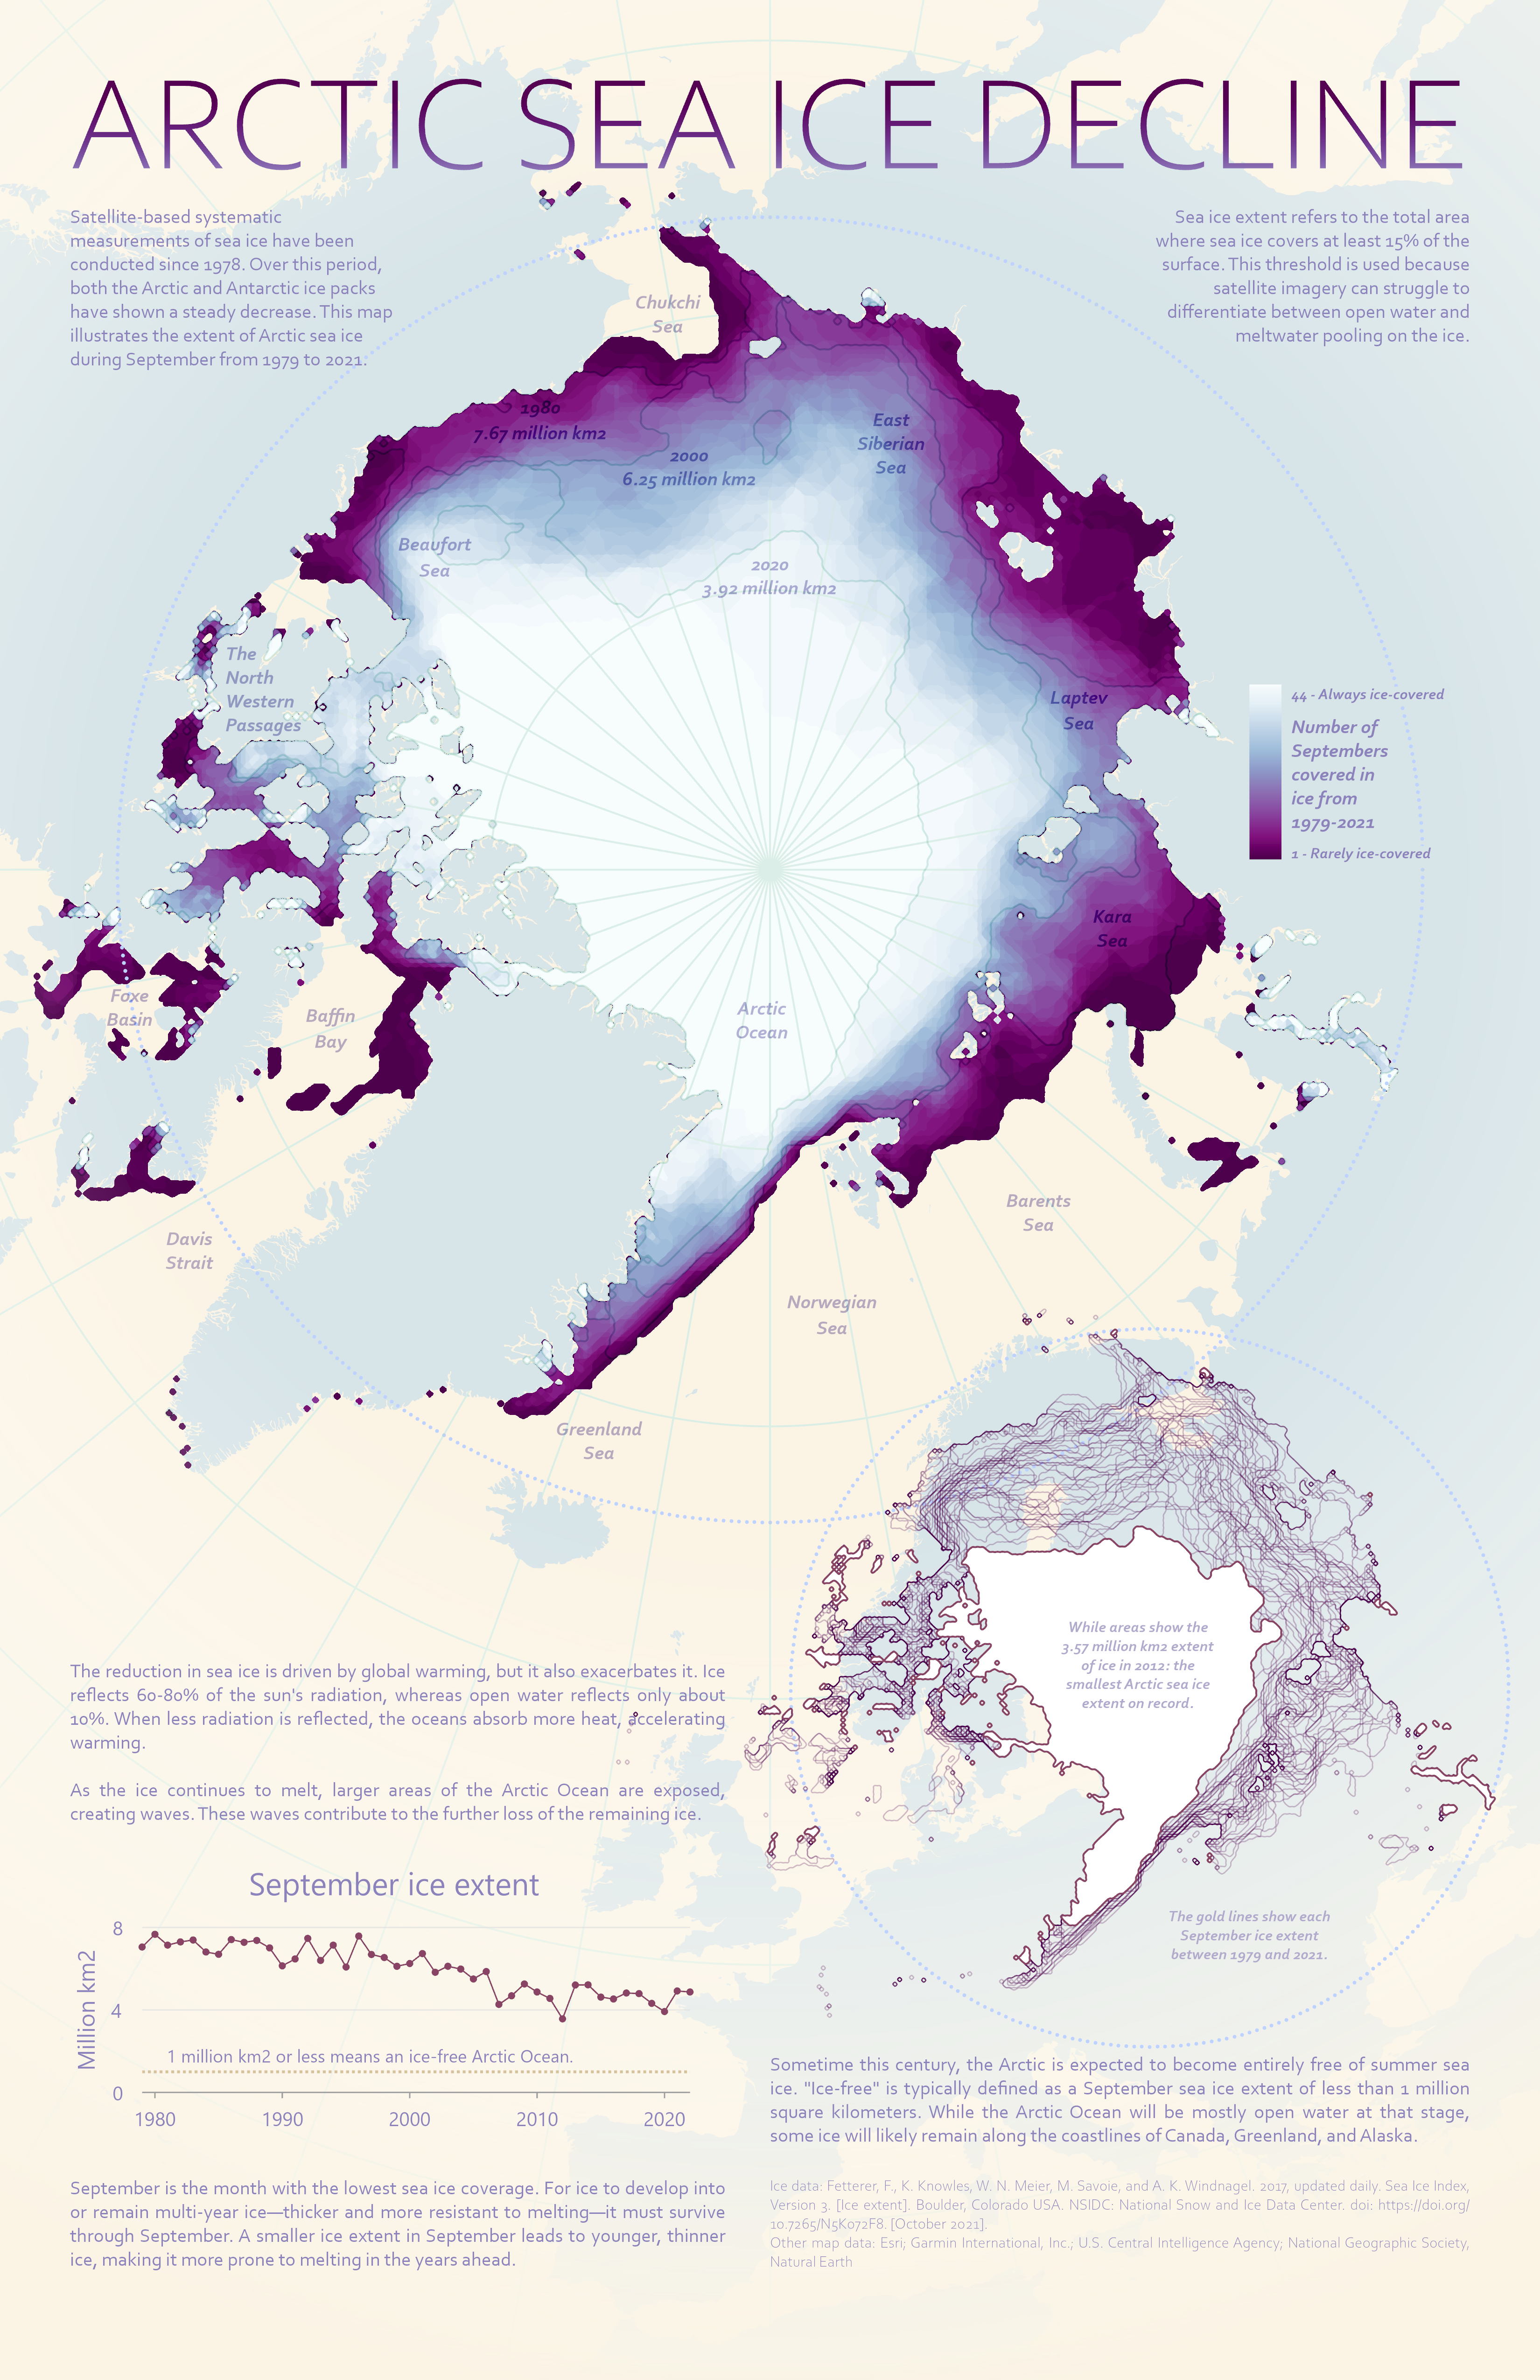 ARCTIC SEA ICE DECLINE
Satellite-based systematic
measurements of sea ice have been
conducted since 1978. Over this period,
both the Arctic and Antarctic ice packs
have shown a steady decrease. This map
illustrates the extent of Arctic sea ice
during September from 1979 to 2021.
Sea ice extent refers to the total area
where sea ice covers at least 15% of the
surface. This threshold is used because
satellite imagery can struggle to
differentiate between open water and
meltwater pooling on the ice.
Chukchi
Sea
1980
7.67 million km2
2000
6.25 million km2
East
Siberian
Sea
Beaufort
Sea
2020
3.92 million km2
The
North
Western
Passages
Laptev
Sea
44 - Always ice-covered
Number of
Septembers
covered in
ice from
1979-2021
1 - Rarely ice-covered
Kara
Sea
Foxe
Basin
Baffin
Bay
Arctic
Ocean
Davis
Strait
Barents
Sea
Norwegian
Sea
Greenland
Sea
While areas show the
3.57 million km2 extent
of ice in 2012: the
smallest Arctic sea ice
extent on record.
The gold lines show each
September ice extent
between 1979 and 2021.
The reduction in sea ice is driven by global warming, but it also exacerbates it. Ice
reflects 60-80% of the sun's radiation, whereas open water reflects only about
10%. When less radiation is reflected, the oceans absorb more heat, accelerating
warming.
As the ice continues to melt, larger areas of the Arctic Ocean are exposed,
creating waves. These waves contribute to the further loss of the remaining ice.
September ice extent
Million km2
8
4
0
1 million km2 or less means an ice-free Arctic Ocean.
1980 1990 2000 2010 2020
September is the month with the lowest sea ice coverage. For ice to develop into
or remain multi-year ice—thicker and more resistant to melting—it must survive
through September. A smaller ice extent in September leads to younger, thinner
ice, making it more prone to melting in the years ahead.
Sometime this century, the Arctic is expected to become entirely free of summer sea
ice. "Ice-free" is typically defined as a September sea ice extent of less than 1 million
square kilometers. While the Arctic Ocean will be mostly open water at that stage,
some ice will likely remain along the coastlines of Canada, Greenland, and Alaska.
Ice data: Fetterer, F., K. Knowles, W. N. Meier, M. Savoie, and A. K. Windnagel. 2017, updated daily. Sea Ice Index,
Version 3. [Ice extent]. Boulder, Colorado USA. NSIDC: National Snow and Ice Data Center. doi: https://doi.org/
10.7265/N5K072F8. [October 2021].
Other map data: Esri; Garmin International, Inc.; U.S. Central Intelligence Agency; National Geographic Society,
Natural Earth